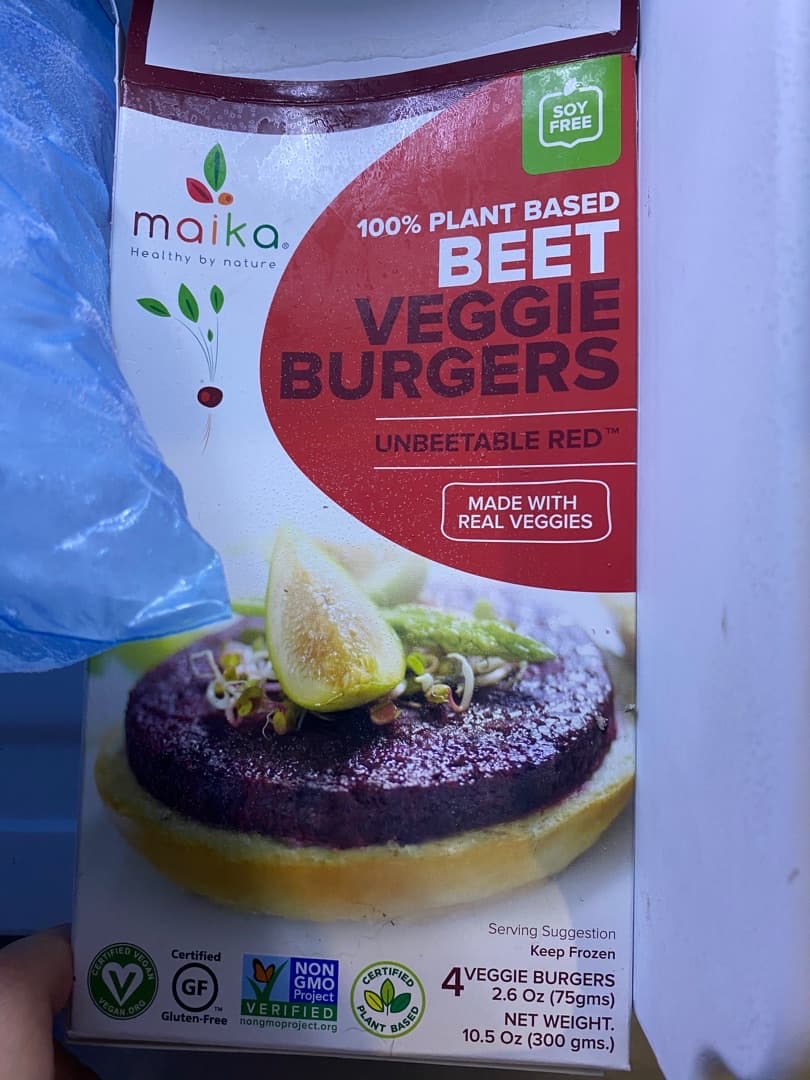 SOY
FREE
maika®
Healthy by nature
100% PLANT BASED
BEET
VEGGIE
BURGERS
UNBEETABLE RED™
MADE WITH
REAL VEGGIES
Serving Suggestion
Keep Frozen
4 VEGGIE BURGERS
2.6 Oz (75gms)
NET WEIGHT.
10.5 Oz (300 gms.)
CERTIFIED VEGAN
VEGAN.ORG
Certified
GF™
Gluten-Free
NON
GMO
Project
VERIFIED
nongmoproject.org
CERTIFIED
PLANT BASED